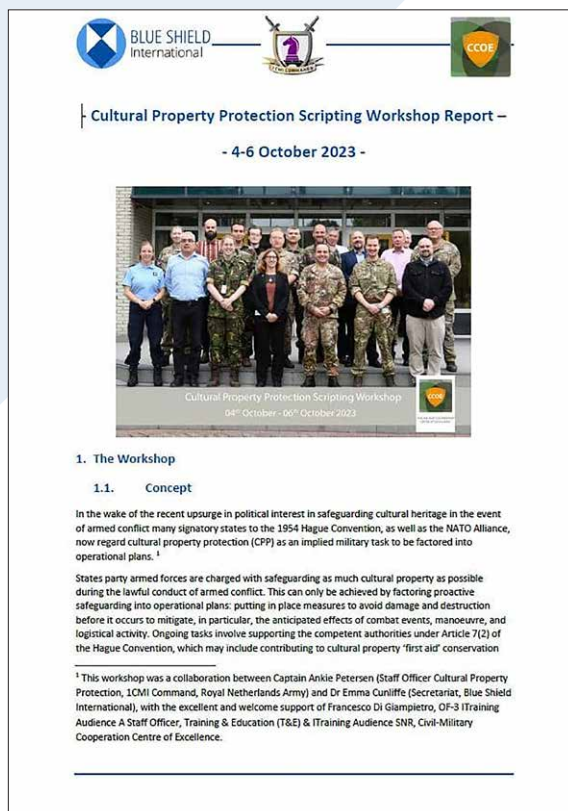 BLUE SHIELD
International
1CMI COMMAND
CCOE
- Cultural Property Protection Scripting Workshop Report –
- 4-6 October 2023 -
Cultural Property Protection Scripting Workshop
04th October - 06th October 2023
CCOE
1. The Workshop
1.1. Concept
In the wake of the recent upsurge in political interest in safeguarding cultural heritage in the event
of armed conflict many signatory states to the 1954 Hague Convention, as well as the NATO Alliance,
now regard cultural property protection (CPP) as an implied military task to be factored into
operational plans. 1
States party armed forces are charged with safeguarding as much cultural property as possible
during the lawful conduct of armed conflict. This can only be achieved by factoring proactive
safeguarding into operational plans: putting in place measures to avoid damage and destruction
before it occurs to mitigate, in particular, the anticipated effects of combat events, manoeuvre, and
logistical activity. Ongoing tasks involve supporting the competent authorities under Article 7(2) of
the Hague Convention, which may include contributing to cultural property 'first aid' conservation
1 This workshop was a collaboration between Captain Ankie Petersen (Staff Officer Cultural Property
Protection, 1CMI Command, Royal Netherlands Army) and Dr Emma Cunliffe (Secretariat, Blue Shield
International), with the excellent and welcome support of Francesco Di Giampietro, OF-3 ITraining
Audience A Staff Officer, Training & Education (T&E) & ITraining Audience SNR, Civil-Military
Cooperation Centre of Excellence.